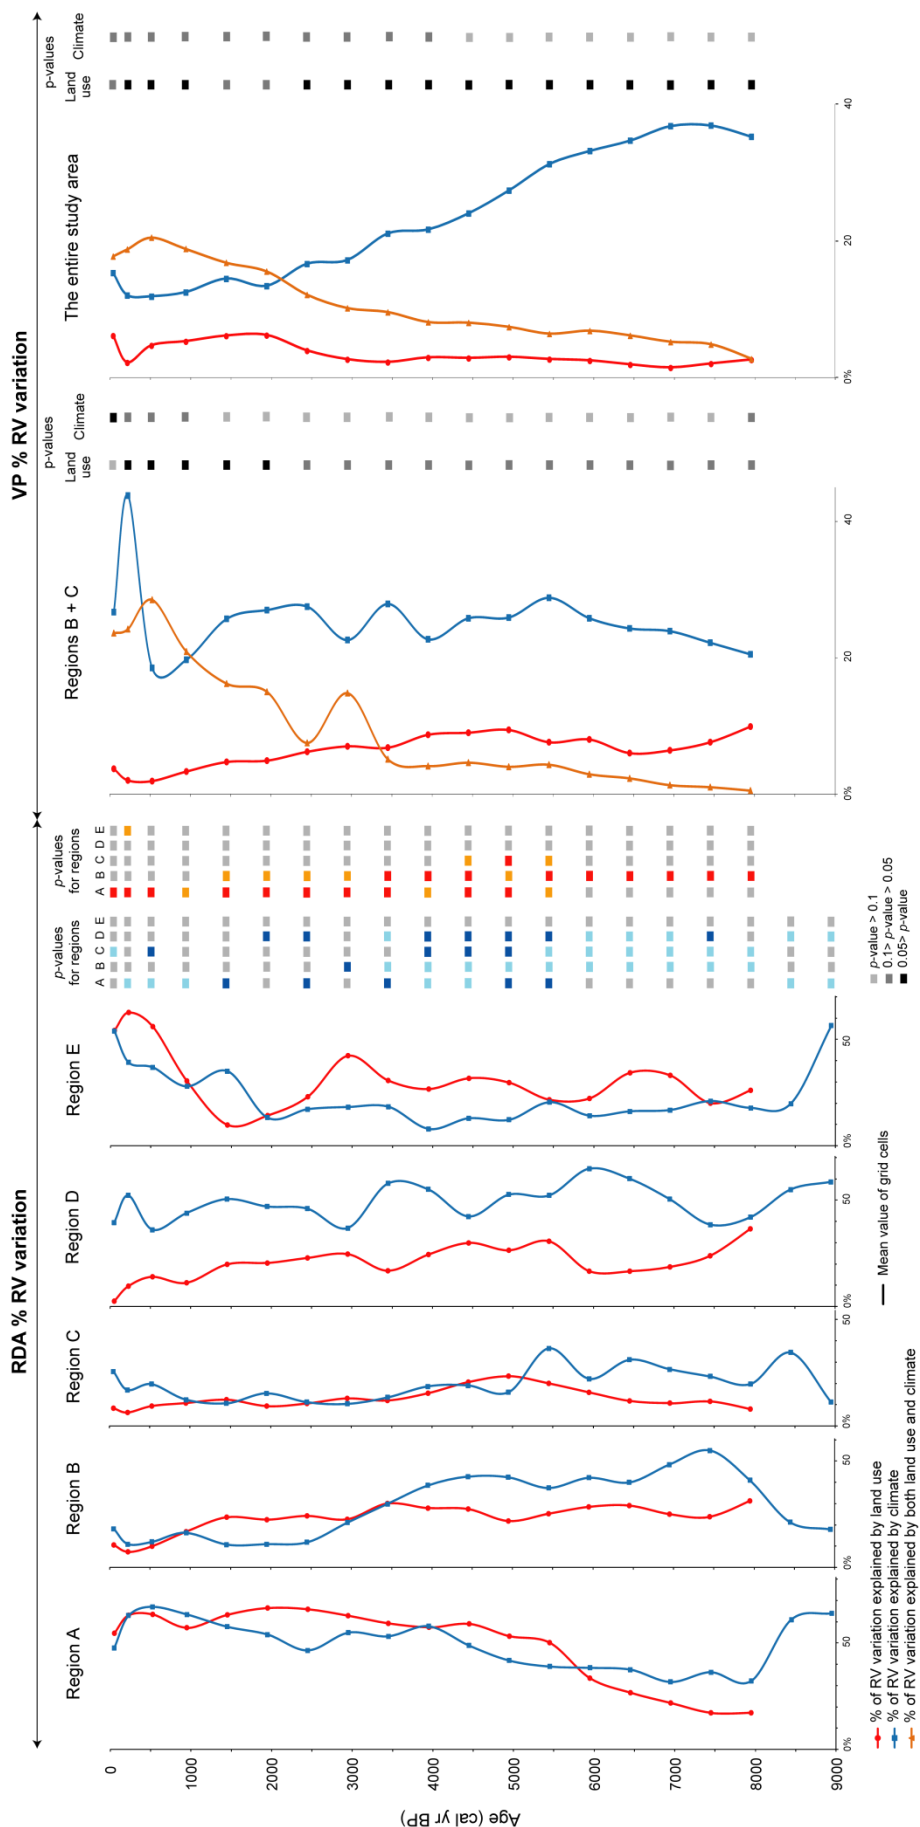 RDA % RV variation
VP % RV variation
Region A
Region B
Region C
Region D
Region E
p-values
for regions
A B C D E
p-values
for regions
A B C D E
Regions B + C
p-values
Land
use
Climate
The entire study area
p-values
Land
use
Climate
Age (cal yr BP)
0
1000
2000
3000
4000
5000
6000
7000
8000
9000
0% 50
0% 50
0% 50
0% 50
0% 50
0% 20 40
0% 20 40
% of RV variation explained by land use
% of RV variation explained by climate
% of RV variation explained by both land use and climate
Mean value of grid cells
p-value > 0.1
0.1> p-value > 0.05
0.05> p-value